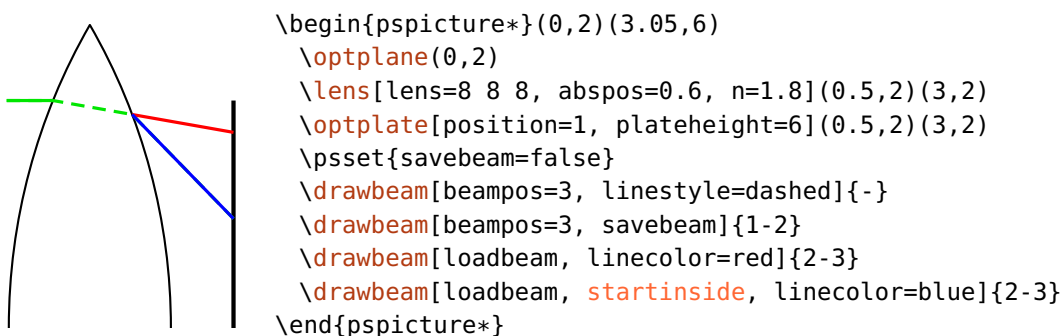 \begin{pspicture*}(0,2)(3.05,6)
  \optplane(0,2)
  \lens[lens=8 8 8, abspos=0.6, n=1.8](0.5,2)(3,2)
  \optplate[position=1, plateheight=6](0.5,2)(3,2)
  \psset{savebeam=false}
  \drawbeam[beampos=3, linestyle=dashed]{-}
  \drawbeam[beampos=3, savebeam]{1-2}
  \drawbeam[loadbeam, linecolor=red]{2-3}
  \drawbeam[loadbeam, startinside, linecolor=blue]{2-3}
\end{pspicture*}